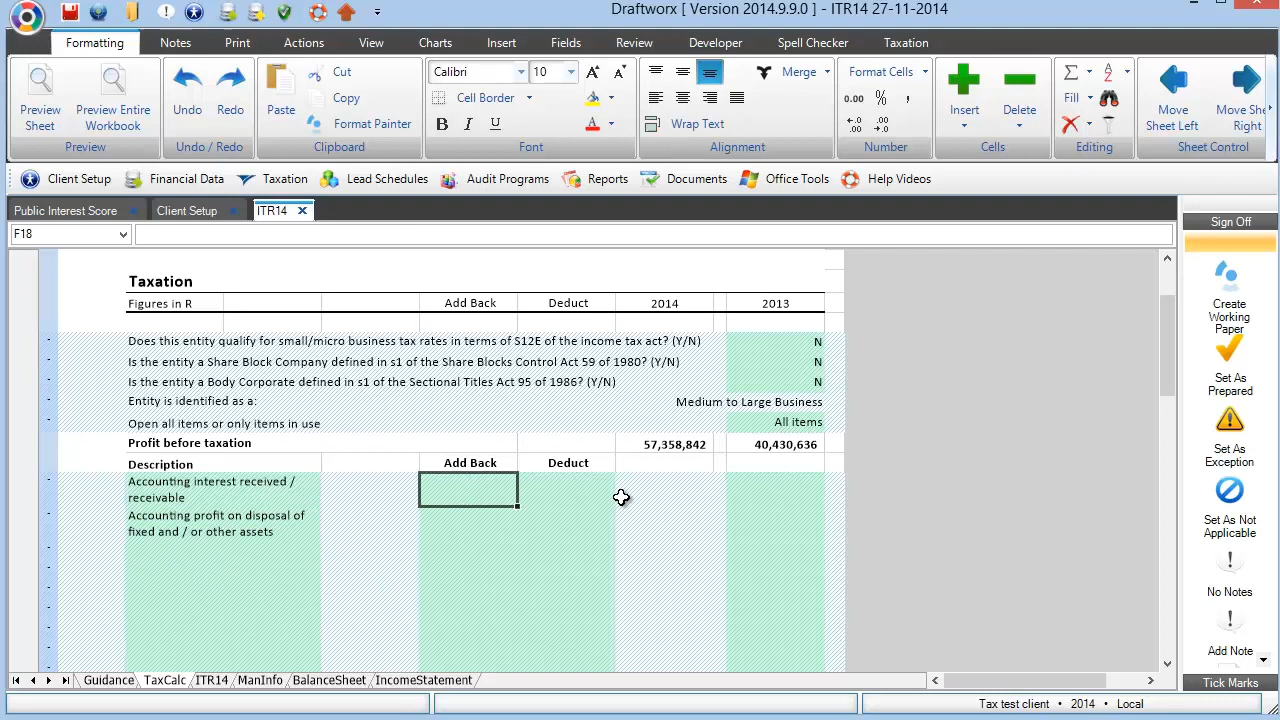 Draftworx [ Version 2014.9.9.0 ] - ITR14 27-11-2014
Formatting Notes Print Actions View Charts Insert Fields Review Developer Spell Checker Taxation
Preview Sheet
Preview Entire Workbook
Preview
Undo Redo
Undo / Redo
Paste
Cut
Copy
Format Painter
Clipboard
Calibri 10
Cell Border
B I U
Font
Merge
Wrap Text
Alignment
Format Cells
0.00 % ,
Number
Insert Delete
Cells
Fill
Editing
Move Sheet Left
Move She Right
Sheet Control
Client Setup Financial Data Taxation Lead Schedules Audit Programs Reports Documents Office Tools Help Videos
Public Interest Score Client Setup ITR14
F18
Taxation
Figures in R Add Back Deduct 2014 2013
Does this entity qualify for small/micro business tax rates in terms of S12E of the income tax act? (Y/N) N
Is the entity a Share Block Company defined in s1 of the Share Blocks Control Act 59 of 1980? (Y/N) N
Is the entity a Body Corporate defined in s1 of the Sectional Titles Act 95 of 1986? (Y/N) N
Entity is identified as a: Medium to Large Business
Open all items or only items in use All items
Profit before taxation 57,358,842 40,430,636
Description Add Back Deduct
Accounting interest received /
receivable
Accounting profit on disposal of
fixed and / or other assets
Guidance TaxCalc ITR14 ManInfo BalanceSheet IncomeStatement
Sign Off
Create
Working
Paper
Set As
Prepared
Set As
Exception
Set As Not
Applicable
No Notes
Add Note
Tick Marks
Tax test client • 2014 • Local